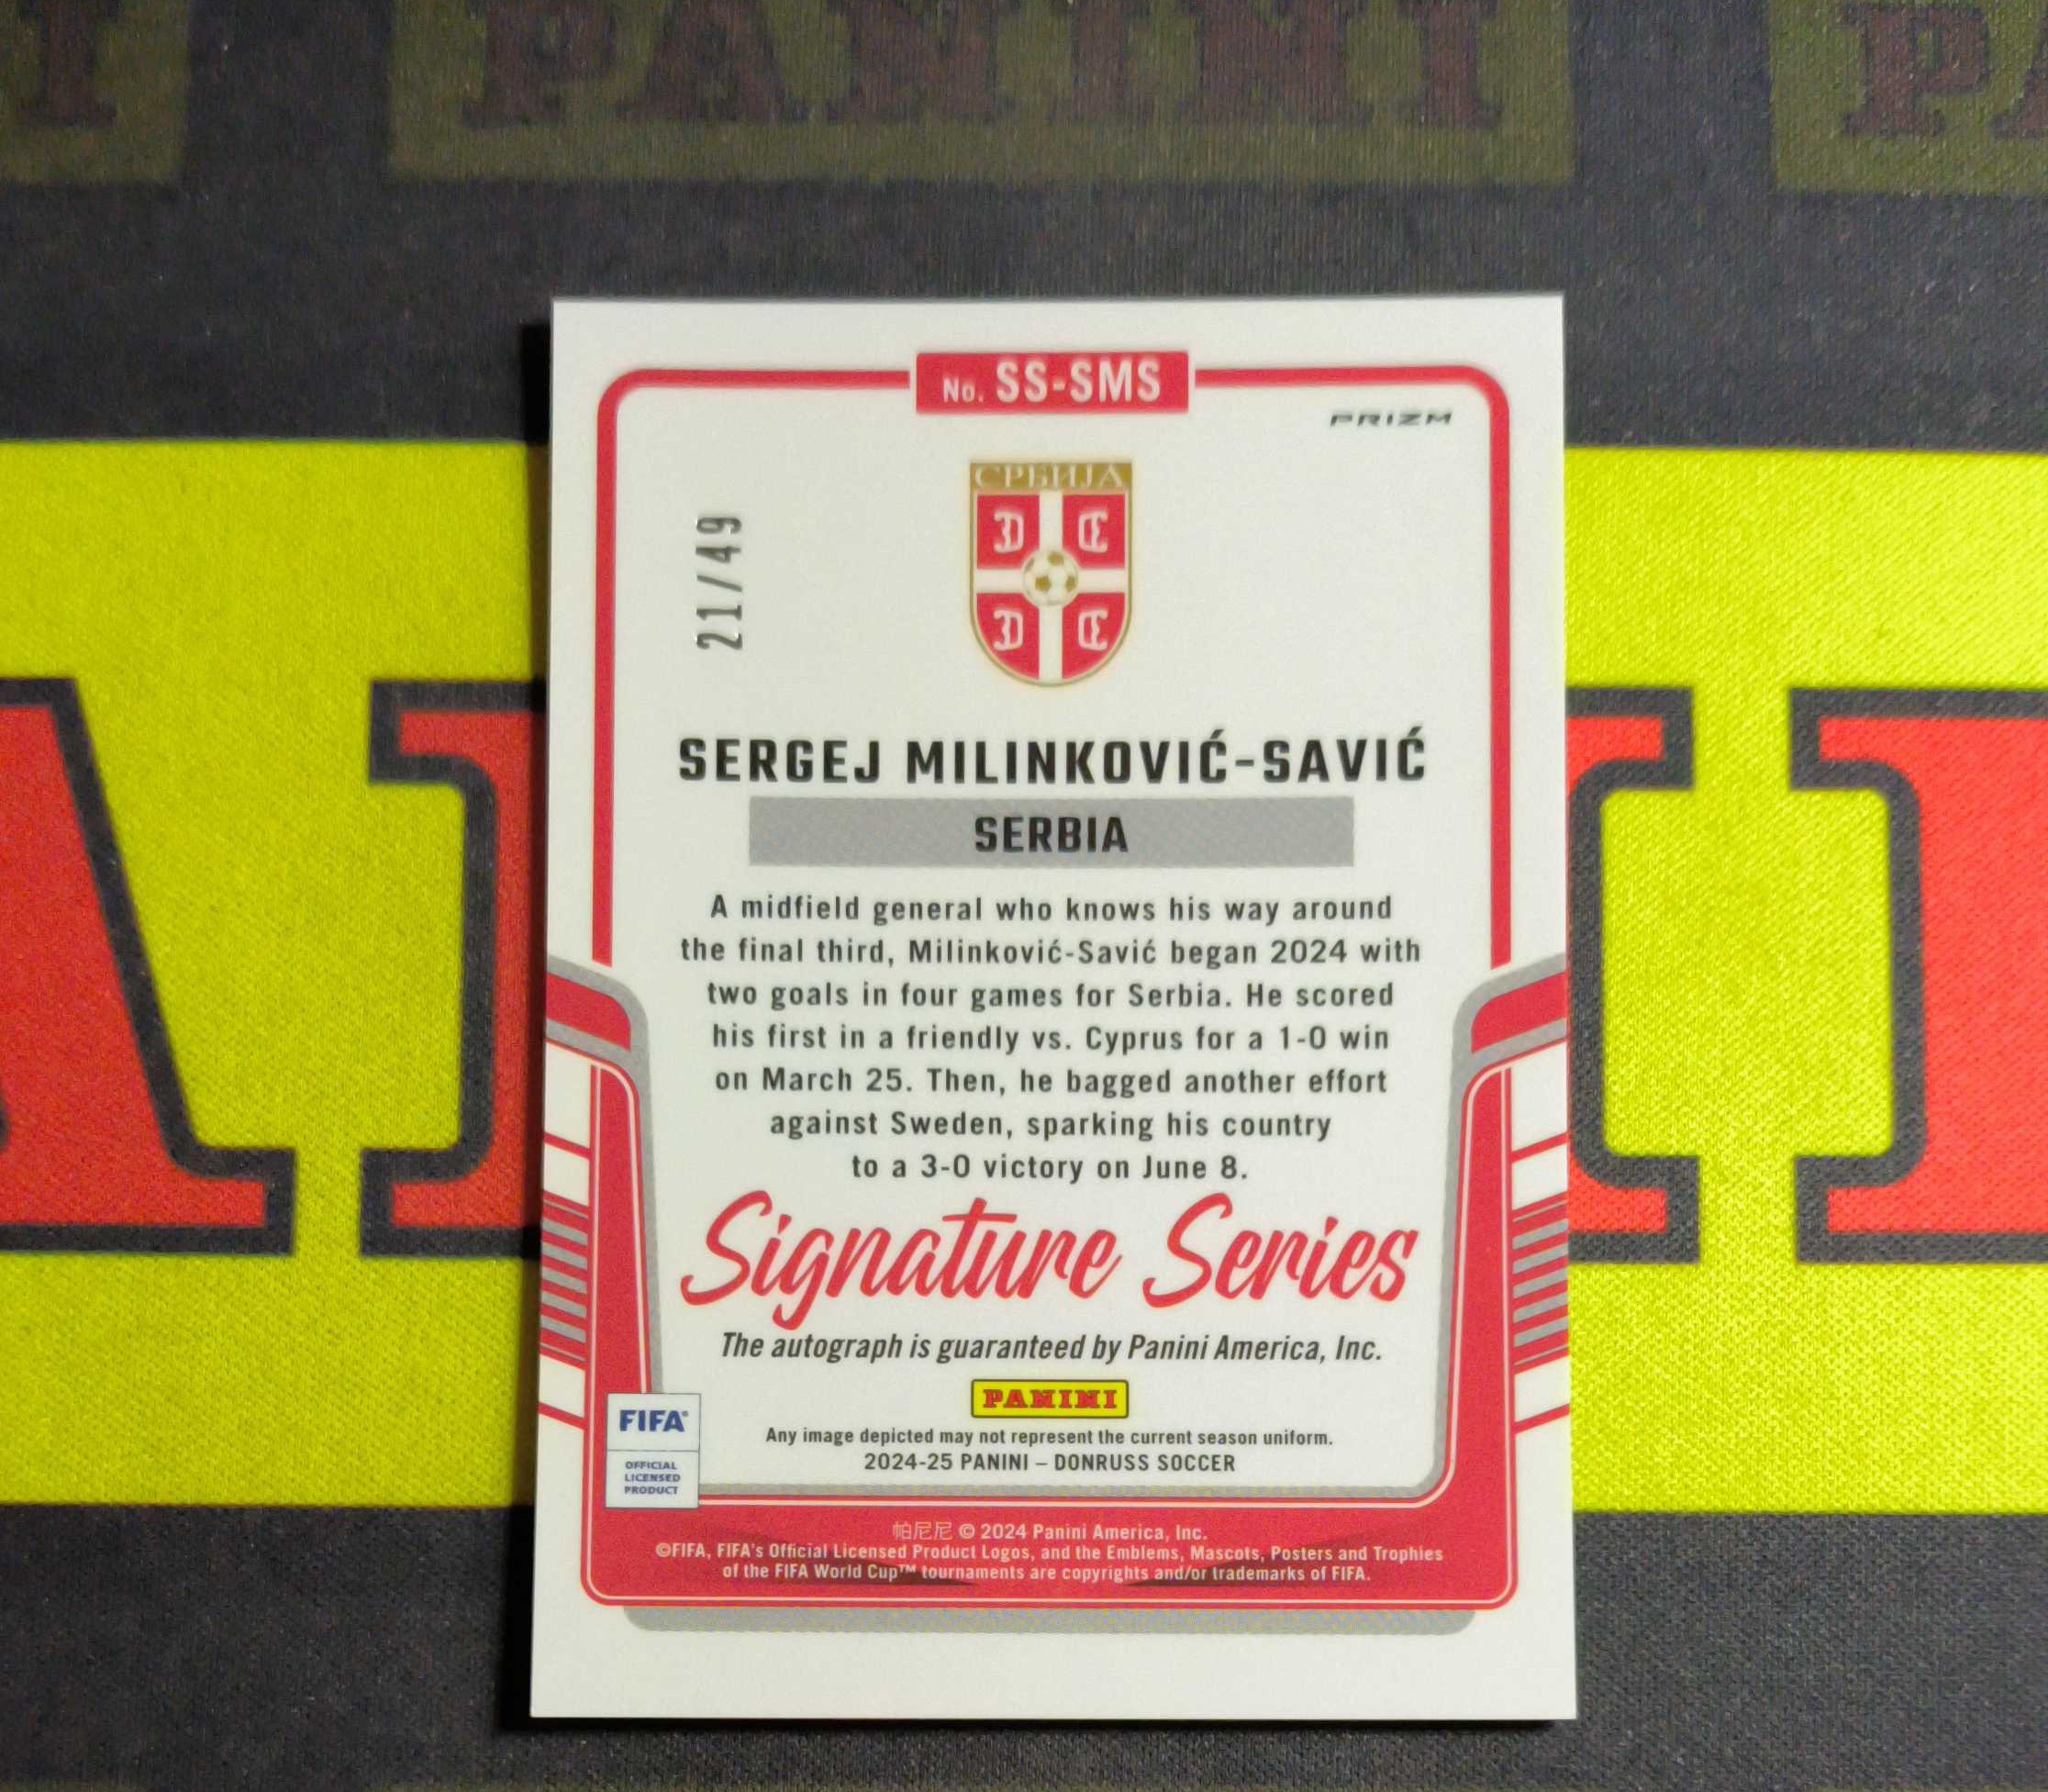 PANINI
No. SS-SMS
PRIZM
СРБИЈА
21/49
SERGEJ MILINKOVIĆ-SAVIĆ
SERBIA
A midfield general who knows his way around
the final third, Milinković-Savić began 2024 with
two goals in four games for Serbia. He scored
his first in a friendly vs. Cyprus for a 1-0 win
on March 25. Then, he bagged another effort
against Sweden, sparking his country
to a 3-0 victory on June 8.
Signature Series
The autograph is guaranteed by Panini America, Inc.
PANINI
FIFA®
OFFICIAL
LICENSED
PRODUCT
Any image depicted may not represent the current season uniform.
2024-25 PANINI – DONRUSS SOCCER
帕尼尼 © 2024 Panini America, Inc.
©FIFA, FIFA's Official Licensed Product Logos, and the Emblems, Mascots, Posters and Trophies
of the FIFA World Cup™ tournaments are copyrights and/or trademarks of FIFA.